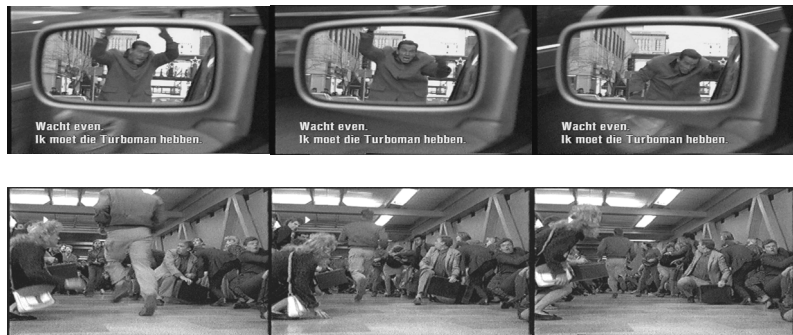 Wacht even.
Ik moet die Turboman hebben.
Wacht even.
Ik moet die Turboman hebben.
Wacht even.
Ik moet die Turboman hebben.